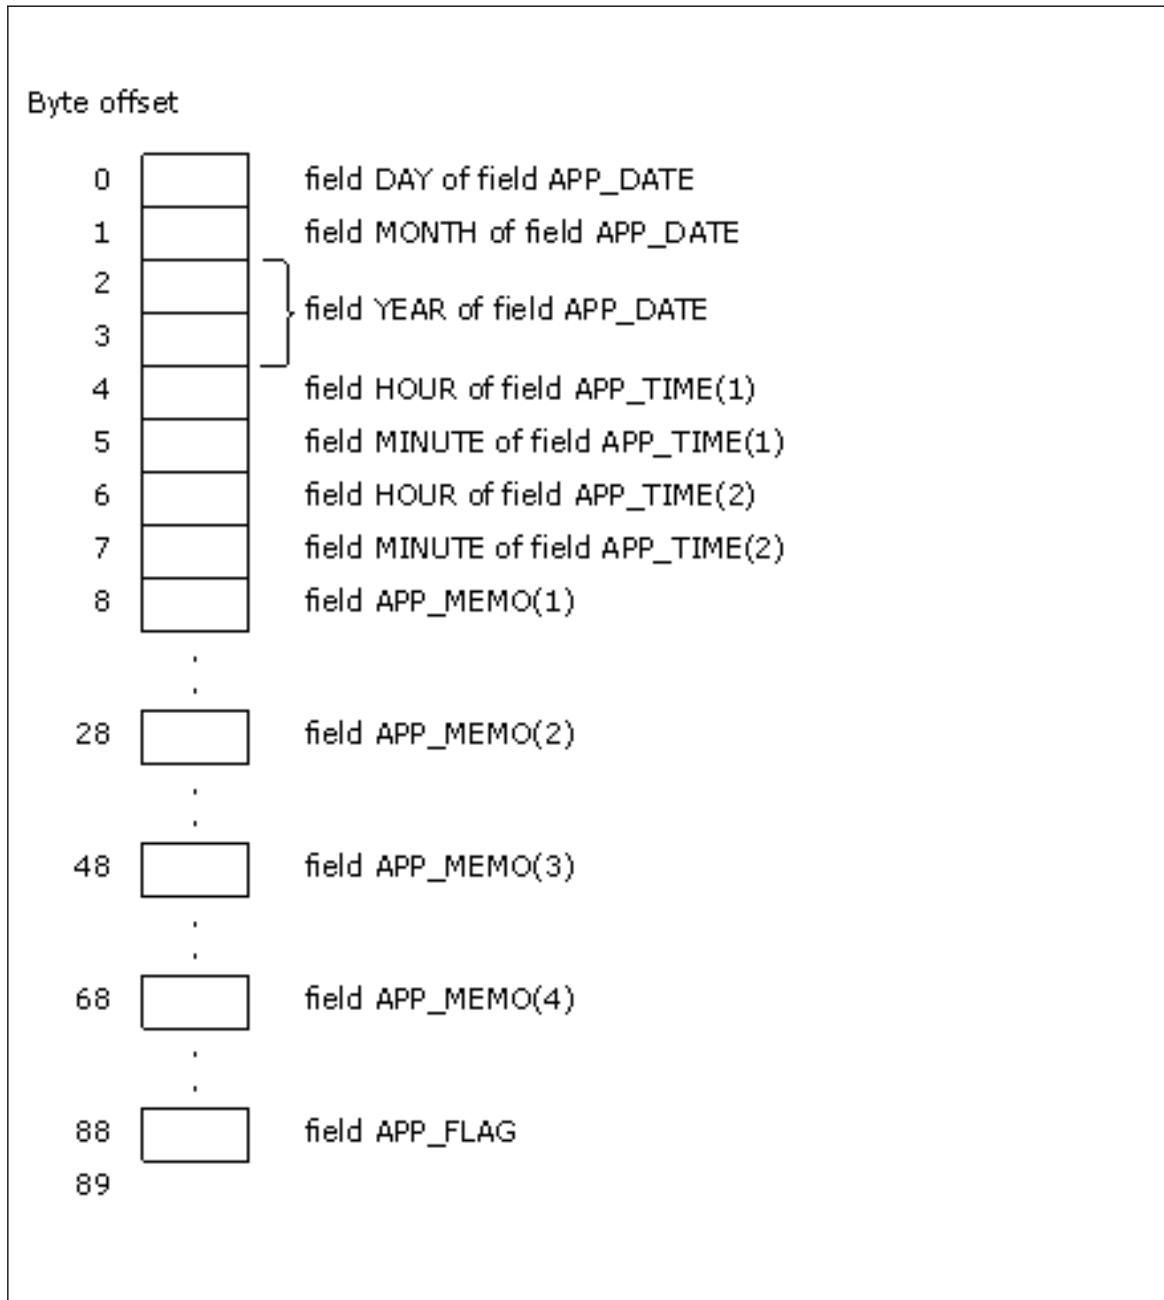 Byte offset
0 field DAY of field APP_DATE
1 field MONTH of field APP_DATE
2
field YEAR of field APP_DATE
3
4 field HOUR of field APP_TIME(1)
5 field MINUTE of field APP_TIME(1)
6 field HOUR of field APP_TIME(2)
7 field MINUTE of field APP_TIME(2)
8 field APP_MEMO(1)
28 field APP_MEMO(2)
48 field APP_MEMO(3)
68 field APP_MEMO(4)
88 field APP_FLAG
89